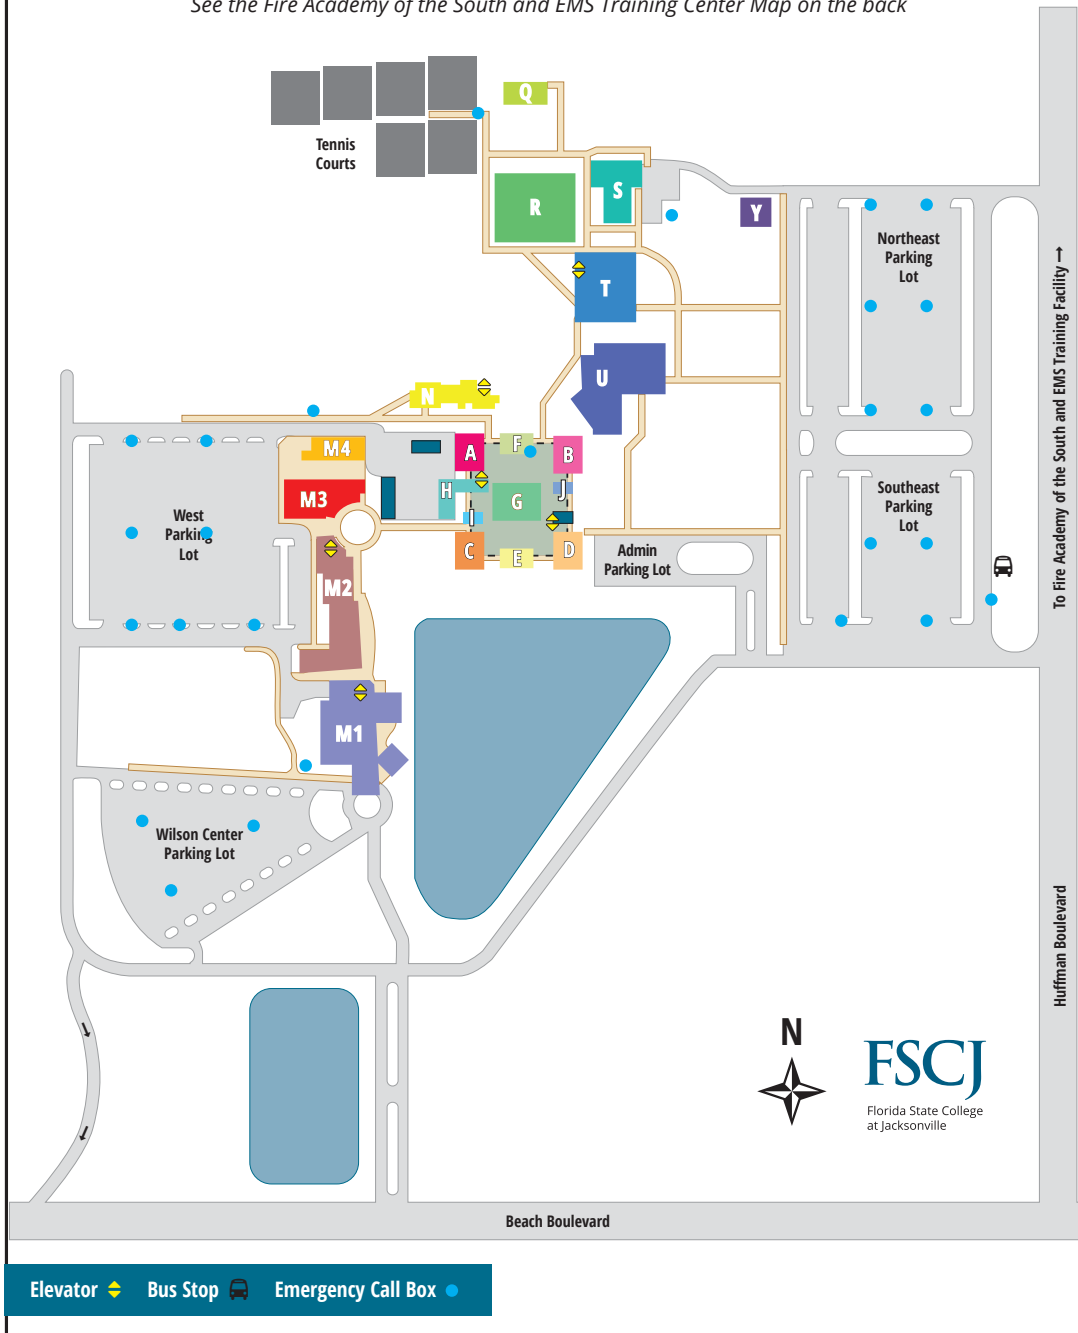 See the Fire Academy of the South and EMS Training Center Map on the back
Q
Tennis
Courts
S
R
Y
Northeast
Parking
Lot
T
To Fire Academy of the South and EMS Training Facility →
U
N
F
M4
A
B
H
J
Southeast
Parking
Lot
M3
G
I
West
Parking
Lot
C
E
D
Admin
Parking Lot
M2
M1
Wilson Center
Parking Lot
Huffman Boulevard
N
FSCJ
Florida State College
at Jacksonville
Beach Boulevard
Elevator Bus Stop Emergency Call Box